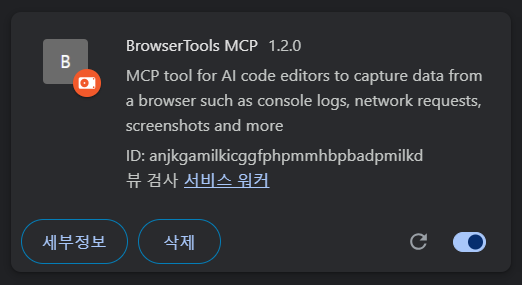 B
BrowserTools MCP 1.2.0
MCP tool for AI code editors to capture data from
a browser such as console logs, network requests,
screenshots and more
ID: anjkgamilkicggfphpmmhbpbadpmilkd
뷰 검사 서비스 워커
세부정보 삭제